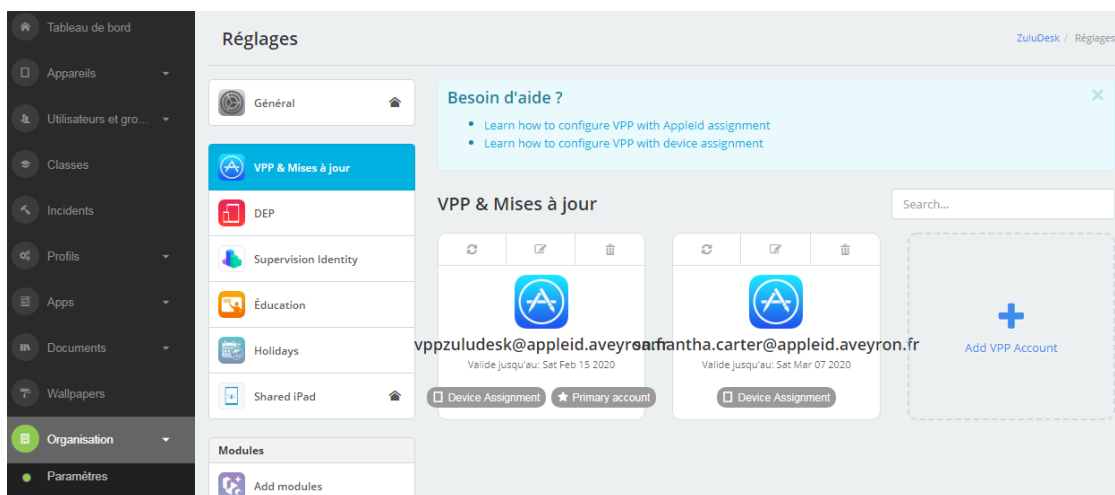 Tableau de bord
Appareils
Utilisateurs et gro...
Classes
Incidents
Profils
Apps
Documents
Wallpapers
Organisation
Paramètres
Réglages
ZuluDesk / Réglages
Général
VPP & Mises à jour
DEP
Supervision Identity
Éducation
Holidays
Shared iPad
Modules
Add modules
Besoin d'aide ?
Learn how to configure VPP with AppleId assignment
Learn how to configure VPP with device assignment
VPP & Mises à jour
Search...
vppzuludesk@appleid.aveyron.fr
Valide jusqu'au: Sat Feb 15 2020
Device Assignment
Primary account
samantha.carter@appleid.aveyron.fr
Valide jusqu'au: Sat Mar 07 2020
Device Assignment
Add VPP Account